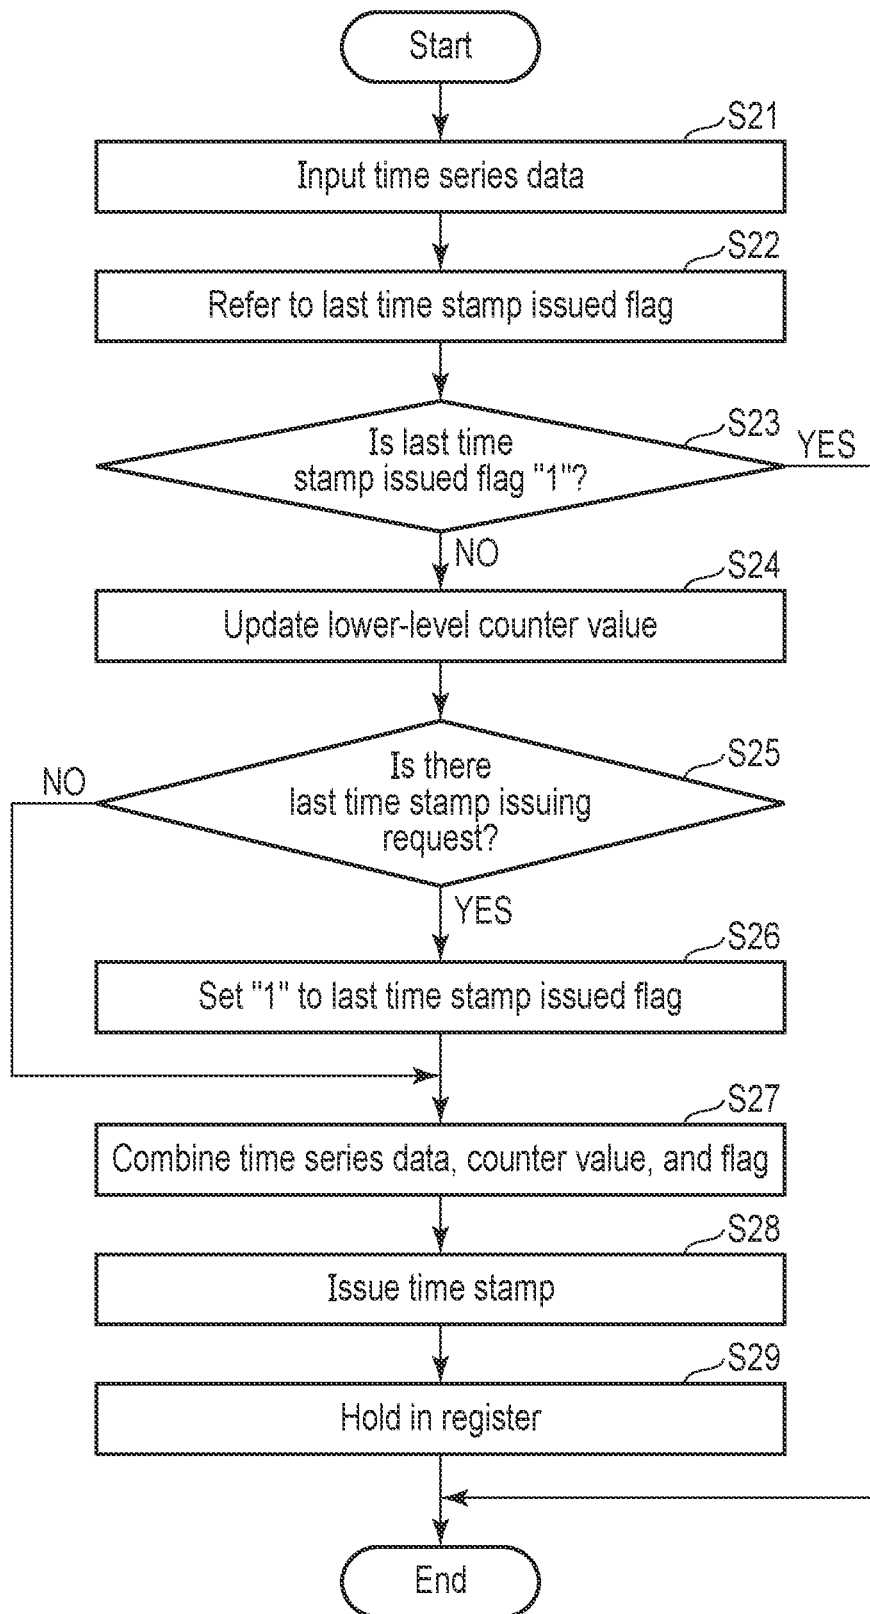 Start
S21
Input time series data
S22
Refer to last time stamp issued flag
S23
Is last time
stamp issued flag "1"?
YES
NO
S24
Update lower-level counter value
S25
Is there
last time stamp issuing
request?
NO
YES
S26
Set "1" to last time stamp issued flag
S27
Combine time series data, counter value, and flag
S28
Issue time stamp
S29
Hold in register
End